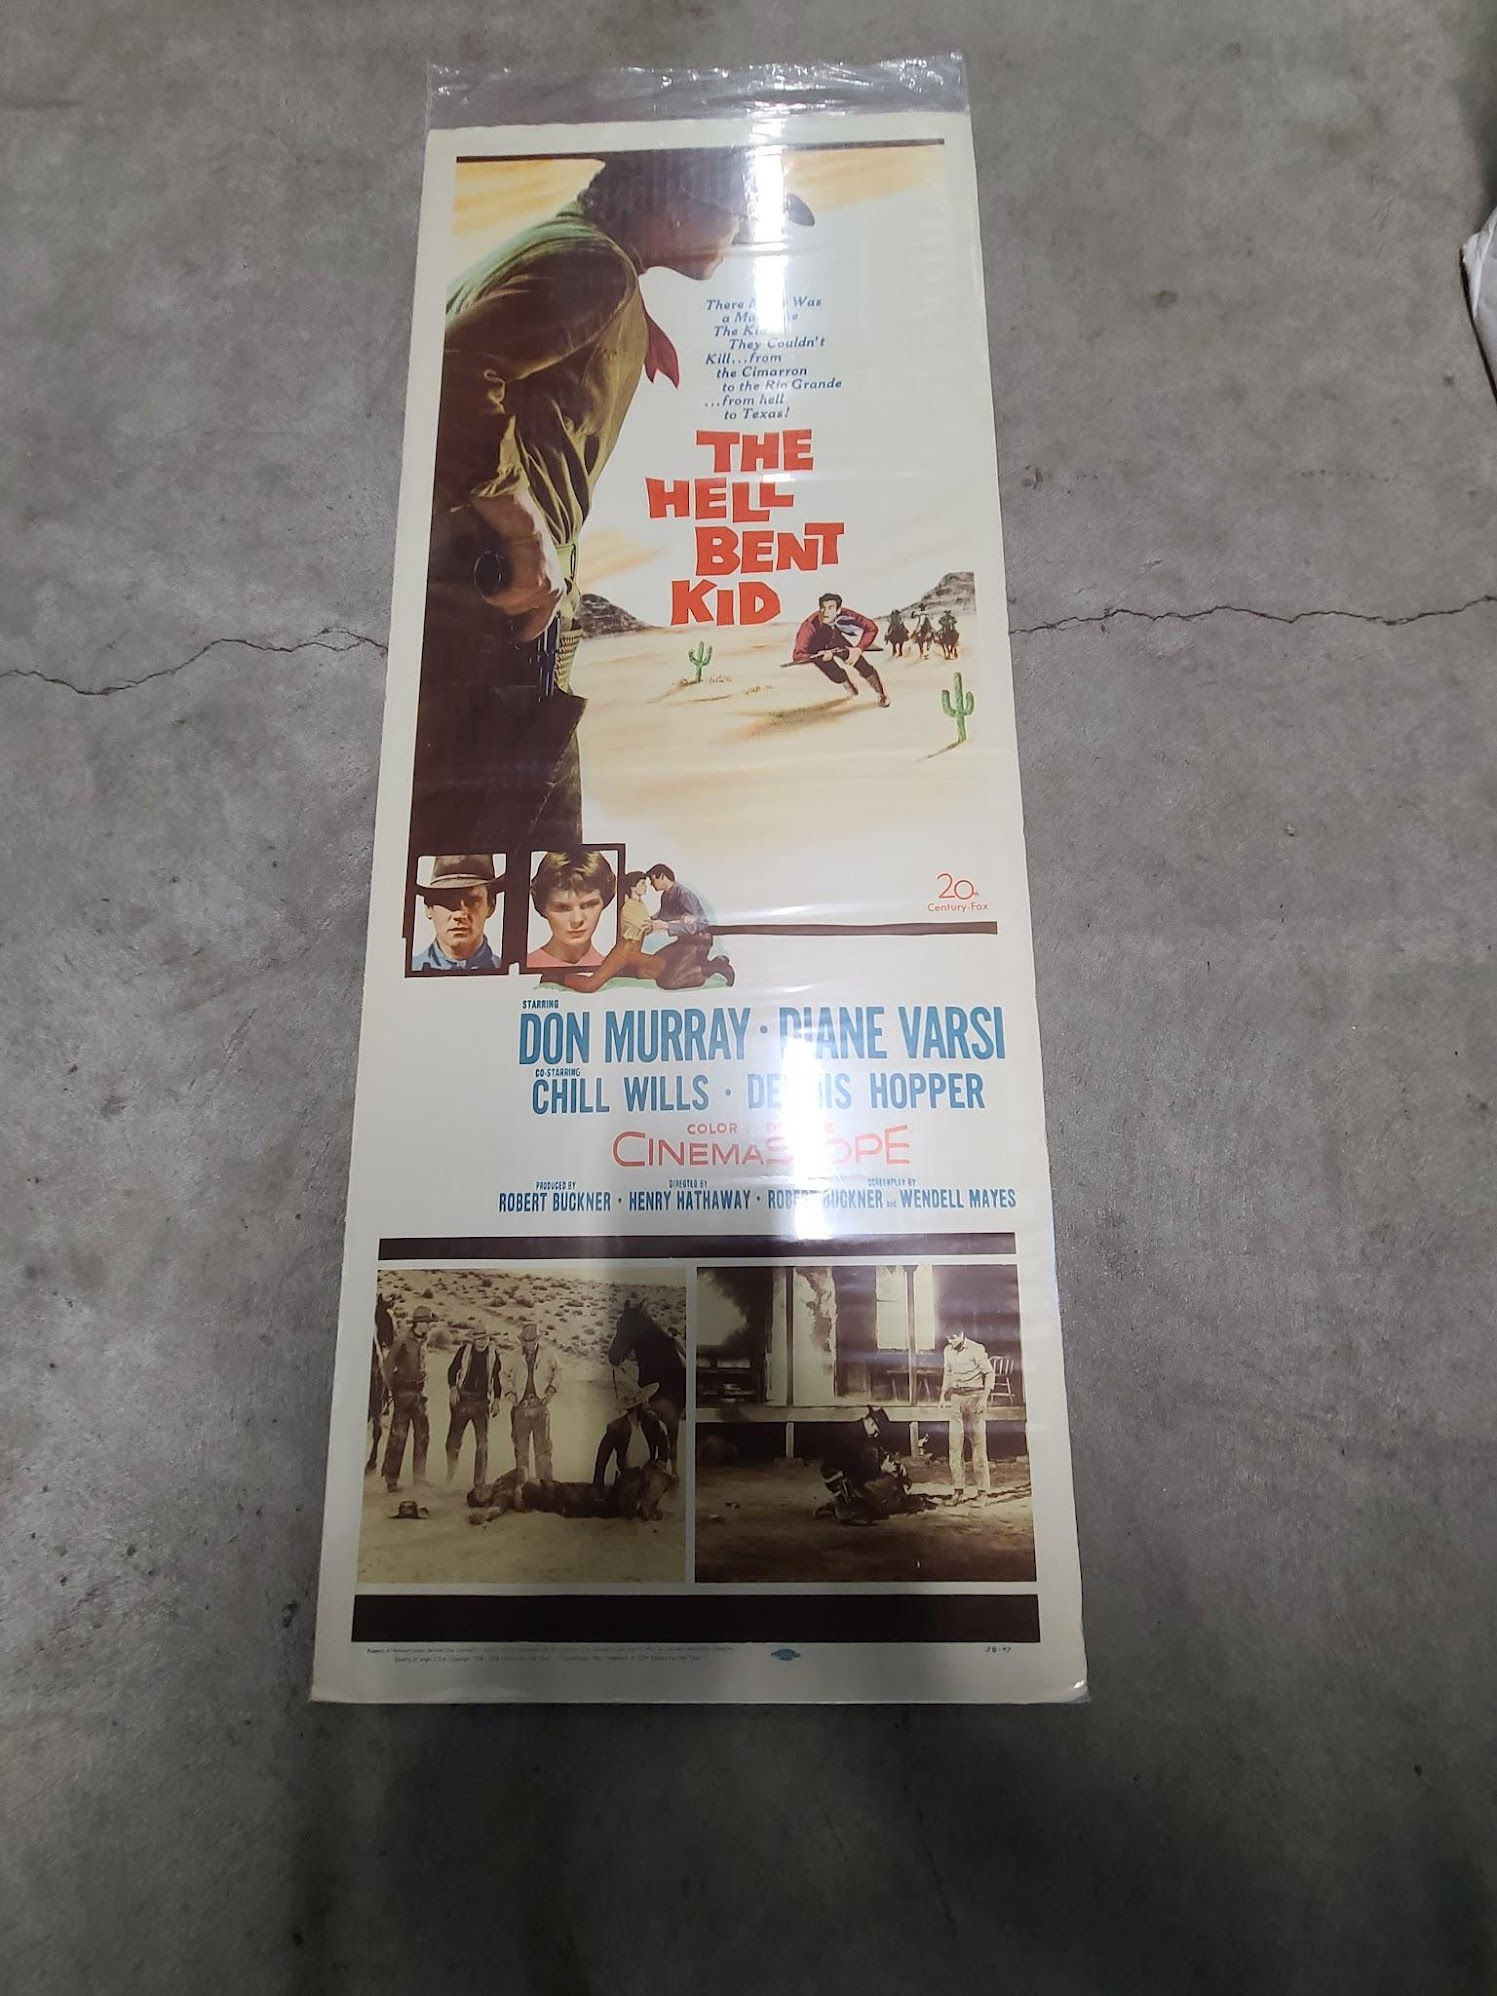 There Was
a
The
They Couldn't
Kill...from
the Cimarron
to the Rio Grande
...from hell
to Texas!
THE
HELL
BENT
KID
20th
Century-Fox
STARRING
DON MURRAY · DIANE VARSI
CO-STARRING
CHILL WILLS · DENNIS HOPPER
COLOR
CINEMASCOPE
PRODUCED BY DIRECTED BY SCREENPLAY BY
ROBERT BUCKNER · HENRY HATHAWAY · ROBERT BUCKNER and WENDELL MAYES